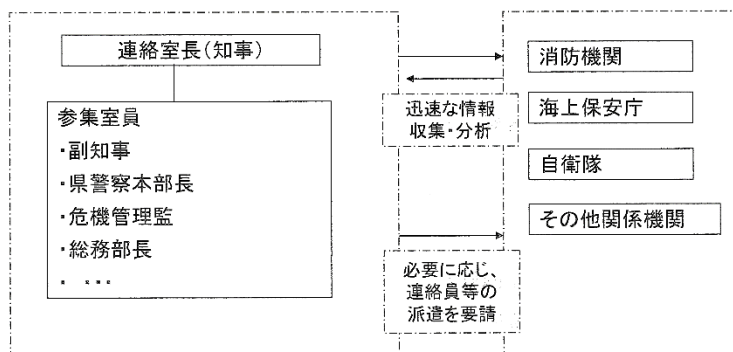 連絡室長(知事)
参集室員
・副知事
・県警察本部長
・危機管理監
・総務部長
・ …
迅速な情報
収集・分析
必要に応じ、
連絡員等の
派遣を要請
消防機関
海上保安庁
自衛隊
その他関係機関